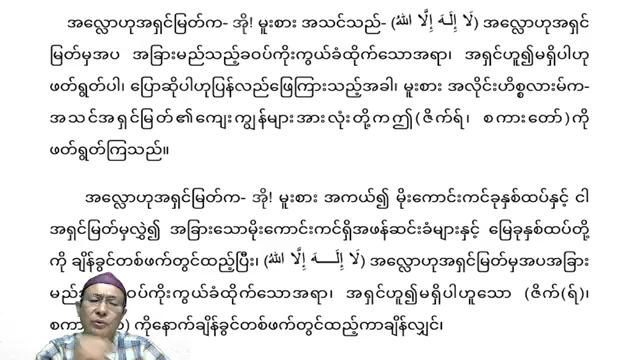 အလ္လောဟုအရှင်မြတ်က- အို! မူးစား အသင်သည်- (لَا إِلَـٰهَ إِلَّا اللهُ) အလ္လောဟုအရှင်
မြတ်မှအပ အခြားမည်သည့်ခဝပ်ကိုးကွယ်ခံထိုက်သောအရာ၊ အရှင်ဟူ၍မရှိပါဟု
ဖတ်ရွတ်ပါ၊ ပြောဆိုပါဟုပြန်လည်ဖြေကြားသည့်အခါ၊ မူးစား အလိုင်းဟိစ္စလားမ်က-
အသင်အရှင်မြတ်၏ကျေးကျွန်များအားလုံးတို့ကဤ(ဇိက်ရ်၊ စကားတော်)ကို
ဖတ်ရွတ်ကြသည်။
အလ္လောဟုအရှင်မြတ်က- အို! မူးစား အကယ်၍ မိုးကောင်းကင်ခုနှစ်ထပ်နှင့် ငါ
အရှင်မြတ်မှလွဲ၍ အခြားသောမိုးကောင်းကင်ရှိအဖန်ဆင်းခံများနှင့် မြေခုနှစ်ထပ်တို့
ကို ချိန်ခွင်တစ်ဖက်တွင်ထည့်ပြီး၊ (لَا إِلَـٰهَ إِلَّا اللهُ) အလ္လောဟုအရှင်မြတ်မှအပအခြား
ဝပ်ကိုးကွယ်ခံထိုက်သောအရာ၊ အရှင်ဟူ၍မရှိပါဟူသော (ဇိက်(ရ်)၊
ကိုနောက်ချိန်ခွင်တစ်ဖက်တွင်ထည့်ကာချိန်လျှင်၊